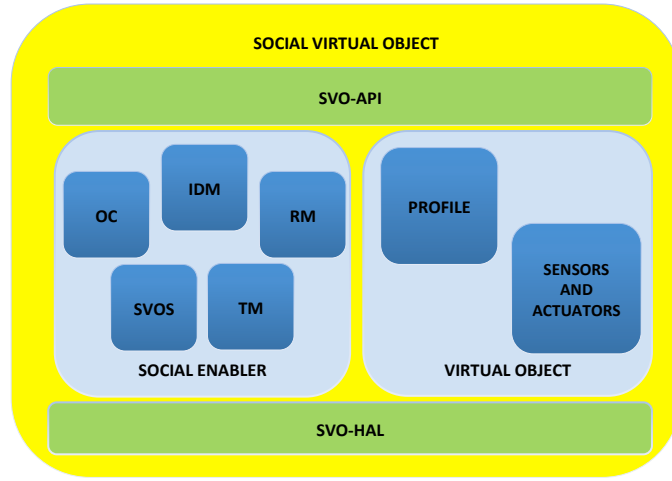 SOCIAL VIRTUAL OBJECT
SVO-API
IDM
OC
RM
SVOS
TM
SOCIAL ENABLER
PROFILE
SENSORS
AND
ACTUATORS
VIRTUAL OBJECT
SVO-HAL